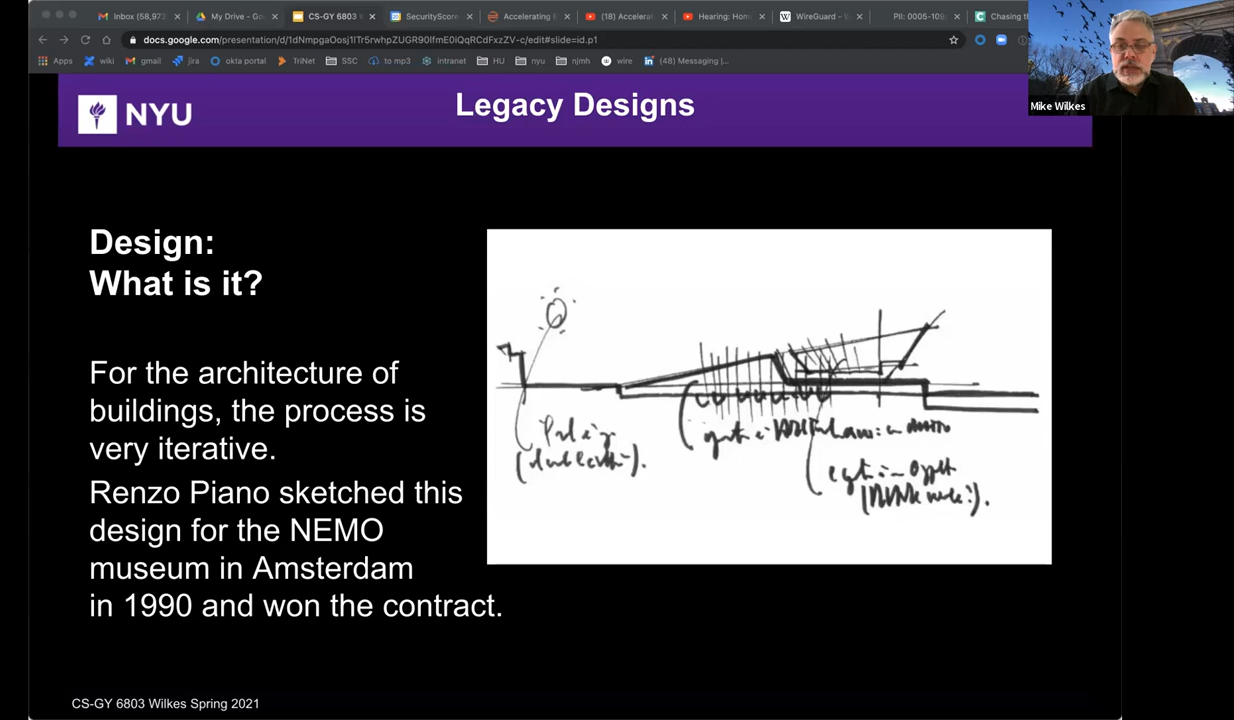 Inbox (58,973
My Drive - Go
CS-GY 6803 W
SecurityScore
Accelerating E
(18) Accelerat
Hearing: Hom
WireGuard - W
PII: 0005-109
Chasing th
docs.google.com/presentation/d/1dNmpgaOosj1lTr5rwhpZUGR90lfmE0iQqRCdFxzZV-c/edit#slide=id.p1
Apps
wiki
gmail
jira
okta portal
TriNet
SSC
to mp3
intranet
HU
nyu
njmh
wire
(48) Messaging |...
Mike Wilkes
NYU
Legacy Designs
Design:
What is it?
For the architecture of
buildings, the process is
very iterative.
Renzo Piano sketched this
design for the NEMO
museum in Amsterdam
in 1990 and won the contract.
CS-GY 6803 Wilkes Spring 2021